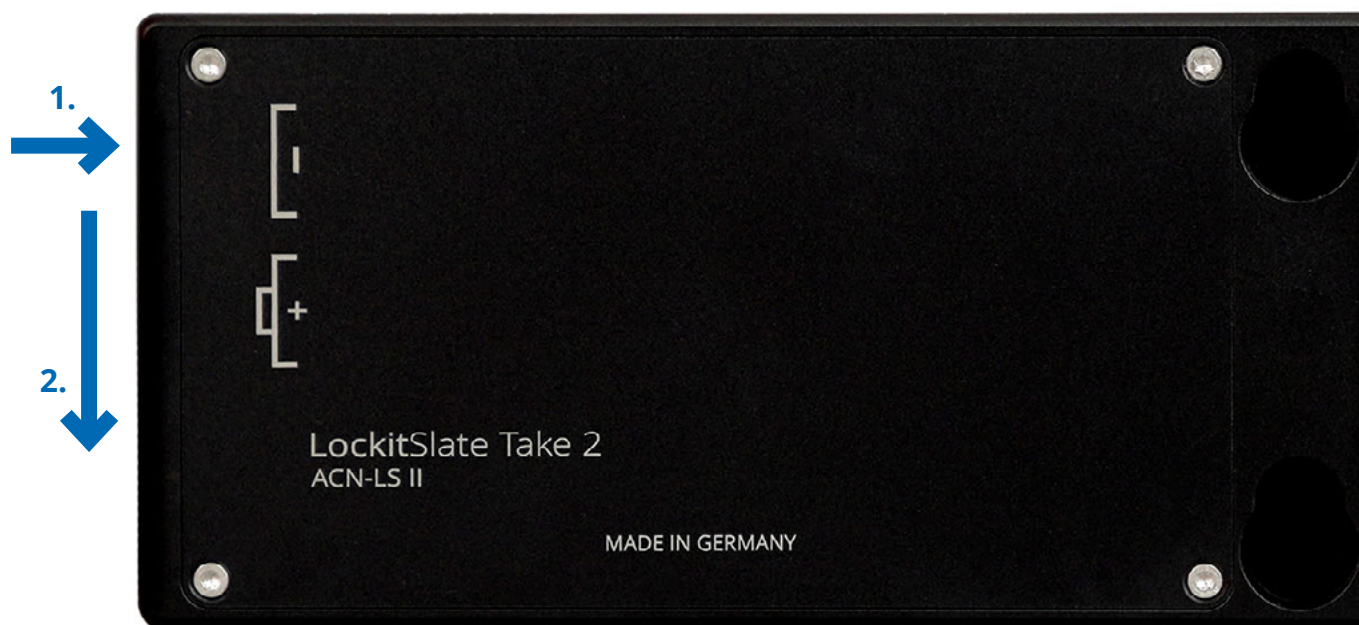 1.
2.
-
+
LockitSlate Take 2
ACN-LS II
MADE IN GERMANY